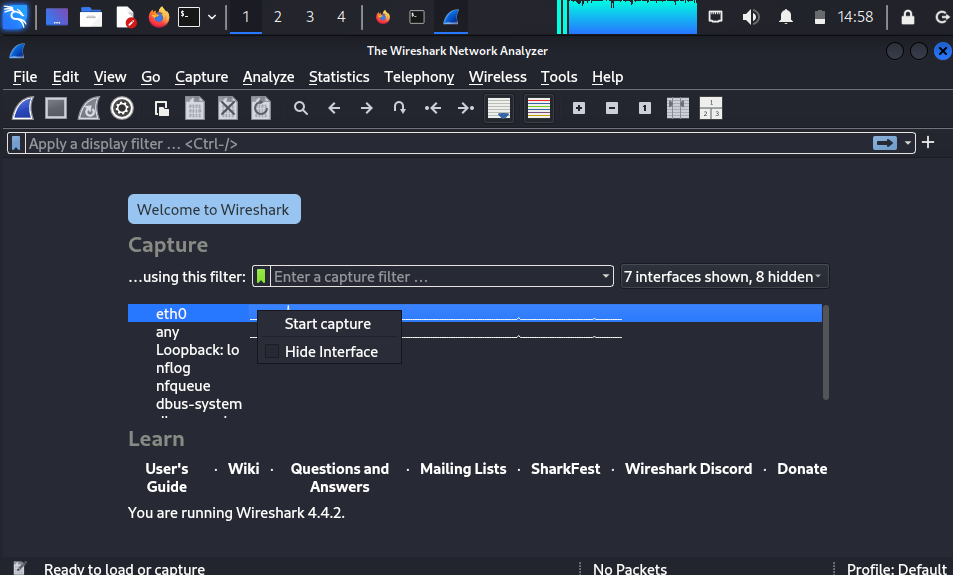 1 2 3 4 14:58
The Wireshark Network Analyzer
File Edit View Go Capture Analyze Statistics Telephony Wireless Tools Help
Apply a display filter … <Ctrl-/>
Welcome to Wireshark
Capture
…using this filter: Enter a capture filter … 7 interfaces shown, 8 hidden
eth0
Start capture
any
Loopback: lo
Hide Interface
nflog
nfqueue
dbus-system
Learn
User's Guide · Wiki · Questions and Answers · Mailing Lists · SharkFest · Wireshark Discord · Donate
You are running Wireshark 4.4.2.
Ready to load or capture No Packets Profile: Default